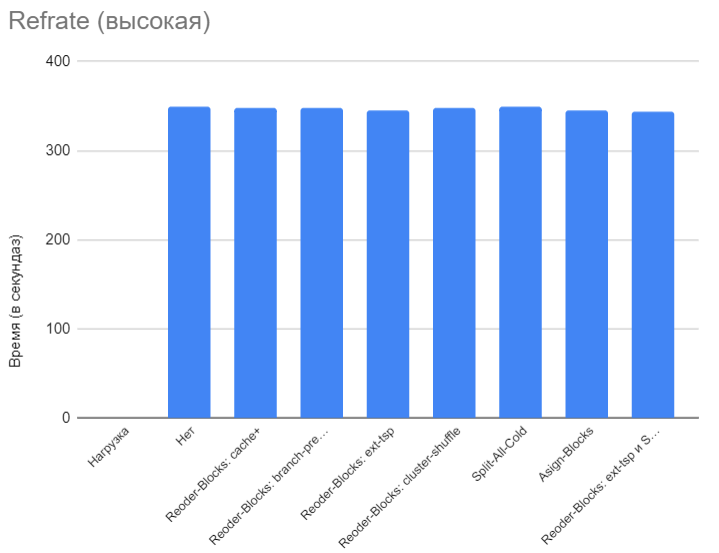 Refrate (высокая)
400
300
200
100
0
Время (в секундаз)
Нагрузка
Нет
Reoder-Blocks: cache+
Reoder-Blocks: branch-pre…
Reoder-Blocks: ext-tsp
Reoder-Blocks: cluster-shuffle
Split-All-Cold
Asign-Blocks
Reoder-Blocks: ext-tsp и S…